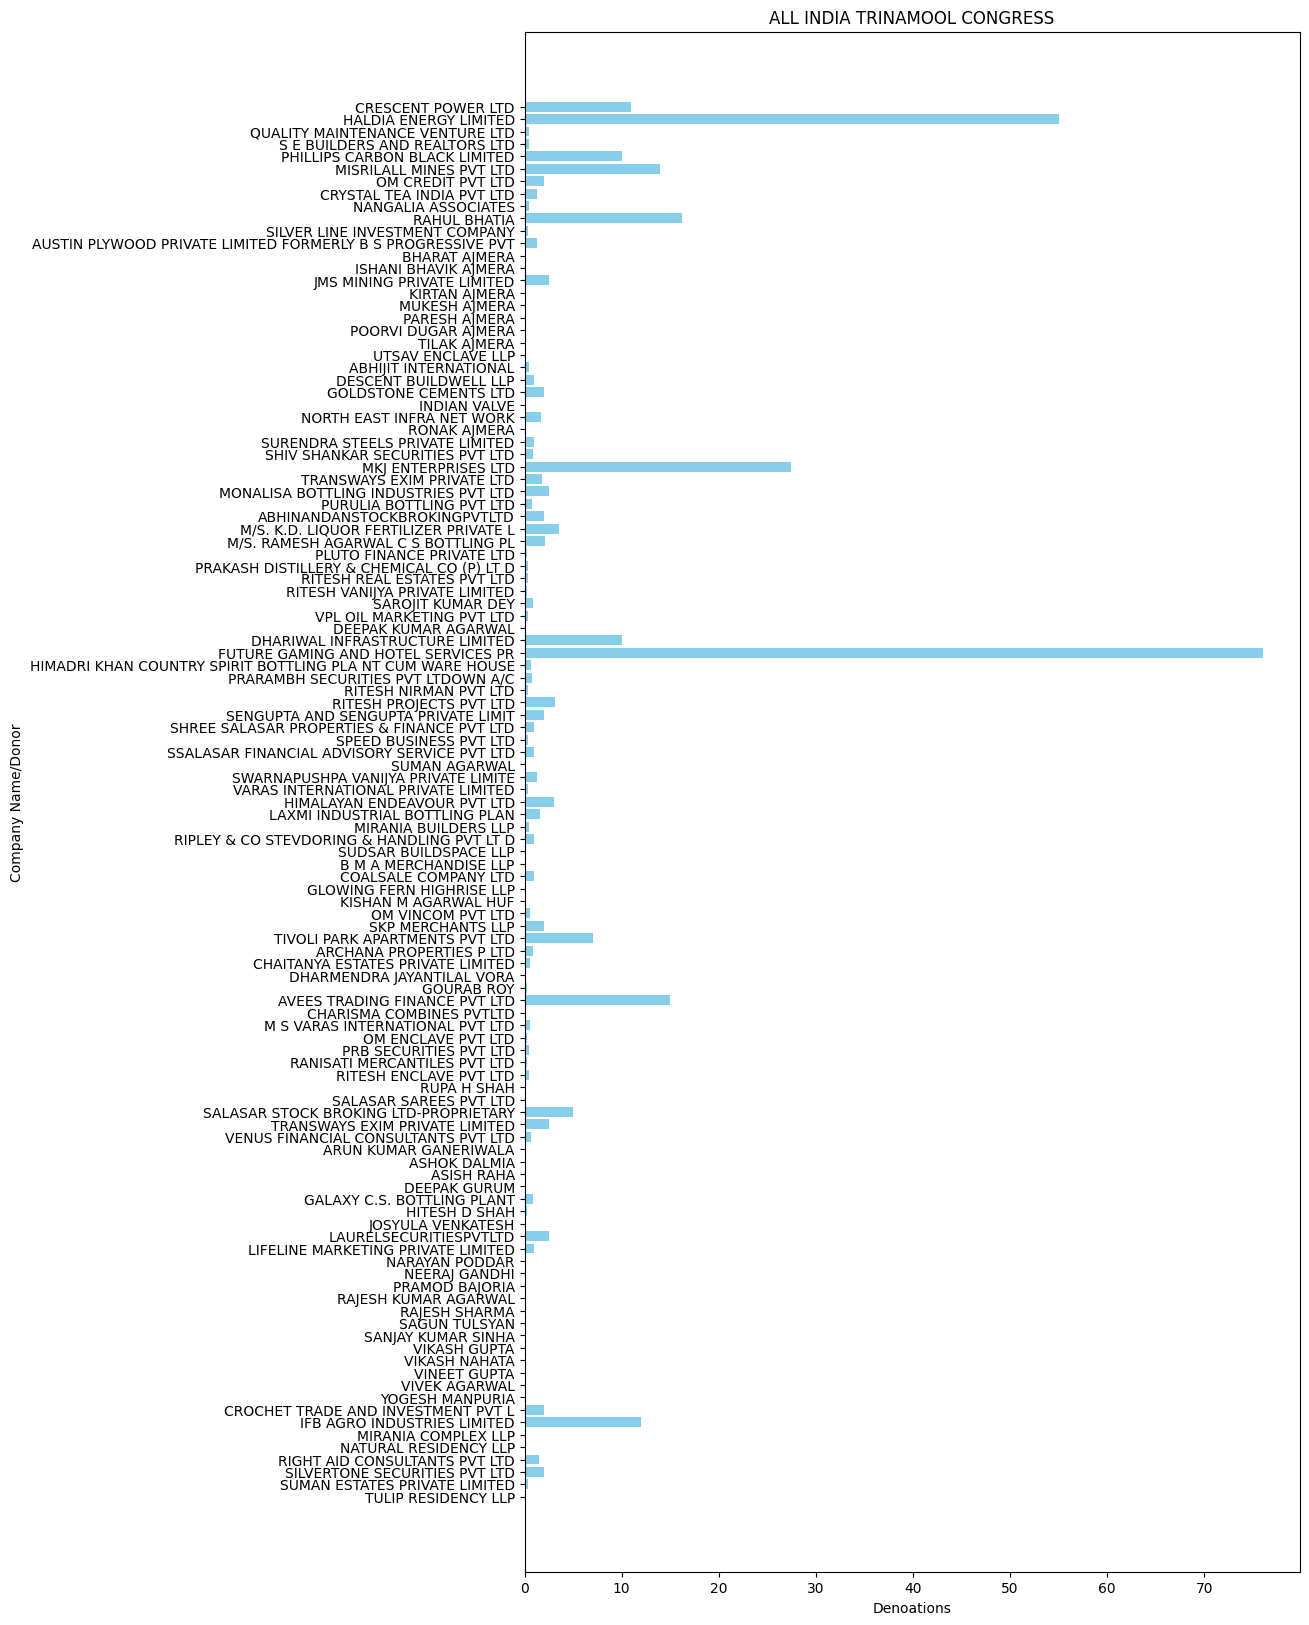 ALL INDIA TRINAMOOL CONGRESS
CRESCENT POWER LTD
HALDIA ENERGY LIMITED
QUALITY MAINTENANCE VENTURE LTD
S E BUILDERS AND REALTORS LTD
PHILLIPS CARBON BLACK LIMITED
MISRILALL MINES PVT LTD
OM CREDIT PVT LTD
CRYSTAL TEA INDIA PVT LTD
NANGALIA ASSOCIATES
RAHUL BHATIA
SILVER LINE INVESTMENT COMPANY
AUSTIN PLYWOOD PRIVATE LIMITED FORMERLY B S PROGRESSIVE PVT
BHARAT AJMERA
ISHANI BHAVIK AJMERA
JMS MINING PRIVATE LIMITED
KIRTAN AJMERA
MUKESH AJMERA
PARESH AJMERA
POORVI DUGAR AJMERA
TILAK AJMERA
UTSAV ENCLAVE LLP
ABHIJIT INTERNATIONAL
DESCENT BUILDWELL LLP
GOLDSTONE CEMENTS LTD
INDIAN VALVE
NORTH EAST INFRA NET WORK
RONAK AJMERA
SURENDRA STEELS PRIVATE LIMITED
SHIV SHANKAR SECURITIES PVT LTD
MKJ ENTERPRISES LTD
TRANSWAYS EXIM PRIVATE LTD
MONALISA BOTTLING INDUSTRIES PVT LTD
PURULIA BOTTLING PVT LTD
ABHINANDANSTOCKBROKINGPVTLTD
M/S. K.D. LIQUOR FERTILIZER PRIVATE L
M/S. RAMESH AGARWAL C S BOTTLING PL
PLUTO FINANCE PRIVATE LTD
PRAKASH DISTILLERY & CHEMICAL CO (P) LT D
RITESH REAL ESTATES PVT LTD
RITESH VANIJYA PRIVATE LIMITED
SAROJIT KUMAR DEY
VPL OIL MARKETING PVT LTD
DEEPAK KUMAR AGARWAL
DHARIWAL INFRASTRUCTURE LIMITED
FUTURE GAMING AND HOTEL SERVICES PR
HIMADRI KHAN COUNTRY SPIRIT BOTTLING PLA NT CUM WARE HOUSE
PRARAMBH SECURITIES PVT LTDOWN A/C
RITESH NIRMAN PVT LTD
RITESH PROJECTS PVT LTD
SENGUPTA AND SENGUPTA PRIVATE LIMIT
SHREE SALASAR PROPERTIES & FINANCE PVT LTD
SPEED BUSINESS PVT LTD
SSALASAR FINANCIAL ADVISORY SERVICE PVT LTD
SUMAN AGARWAL
SWARNAPUSHPA VANIJYA PRIVATE LIMITE
VARAS INTERNATIONAL PRIVATE LIMITED
HIMALAYAN ENDEAVOUR PVT LTD
LAXMI INDUSTRIAL BOTTLING PLAN
MIRANIA BUILDERS LLP
RIPLEY & CO STEVDORING & HANDLING PVT LT D
SUDSAR BUILDSPACE LLP
B M A MERCHANDISE LLP
COALSALE COMPANY LTD
GLOWING FERN HIGHRISE LLP
KISHAN M AGARWAL HUF
OM VINCOM PVT LTD
SKP MERCHANTS LLP
TIVOLI PARK APARTMENTS PVT LTD
ARCHANA PROPERTIES P LTD
CHAITANYA ESTATES PRIVATE LIMITED
DHARMENDRA JAYANTILAL VORA
GOURAB ROY
AVEES TRADING FINANCE PVT LTD
CHARISMA COMBINES PVTLTD
M S VARAS INTERNATIONAL PVT LTD
OM ENCLAVE PVT LTD
PRB SECURITIES PVT LTD
RANISATI MERCANTILES PVT LTD
RITESH ENCLAVE PVT LTD
RUPA H SHAH
SALASAR SAREES PVT LTD
SALASAR STOCK BROKING LTD-PROPRIETARY
TRANSWAYS EXIM PRIVATE LIMITED
VENUS FINANCIAL CONSULTANTS PVT LTD
ARUN KUMAR GANERIWALA
ASHOK DALMIA
ASISH RAHA
DEEPAK GURUM
GALAXY C.S. BOTTLING PLANT
HITESH D SHAH
JOSYULA VENKATESH
LAURELSECURITIESPVTLTD
LIFELINE MARKETING PRIVATE LIMITED
NARAYAN PODDAR
NEERAJ GANDHI
PRAMOD BAJORIA
RAJESH KUMAR AGARWAL
RAJESH SHARMA
SAGUN TULSYAN
SANJAY KUMAR SINHA
VIKASH GUPTA
VIKASH NAHATA
VINEET GUPTA
VIVEK AGARWAL
YOGESH MANPURIA
CROCHET TRADE AND INVESTMENT PVT L
IFB AGRO INDUSTRIES LIMITED
MIRANIA COMPLEX LLP
NATURAL RESIDENCY LLP
RIGHT AID CONSULTANTS PVT LTD
SILVERTONE SECURITIES PVT LTD
SUMAN ESTATES PRIVATE LIMITED
TULIP RESIDENCY LLP
Company Name/Donor
0 10 20 30 40 50 60 70
Denoations